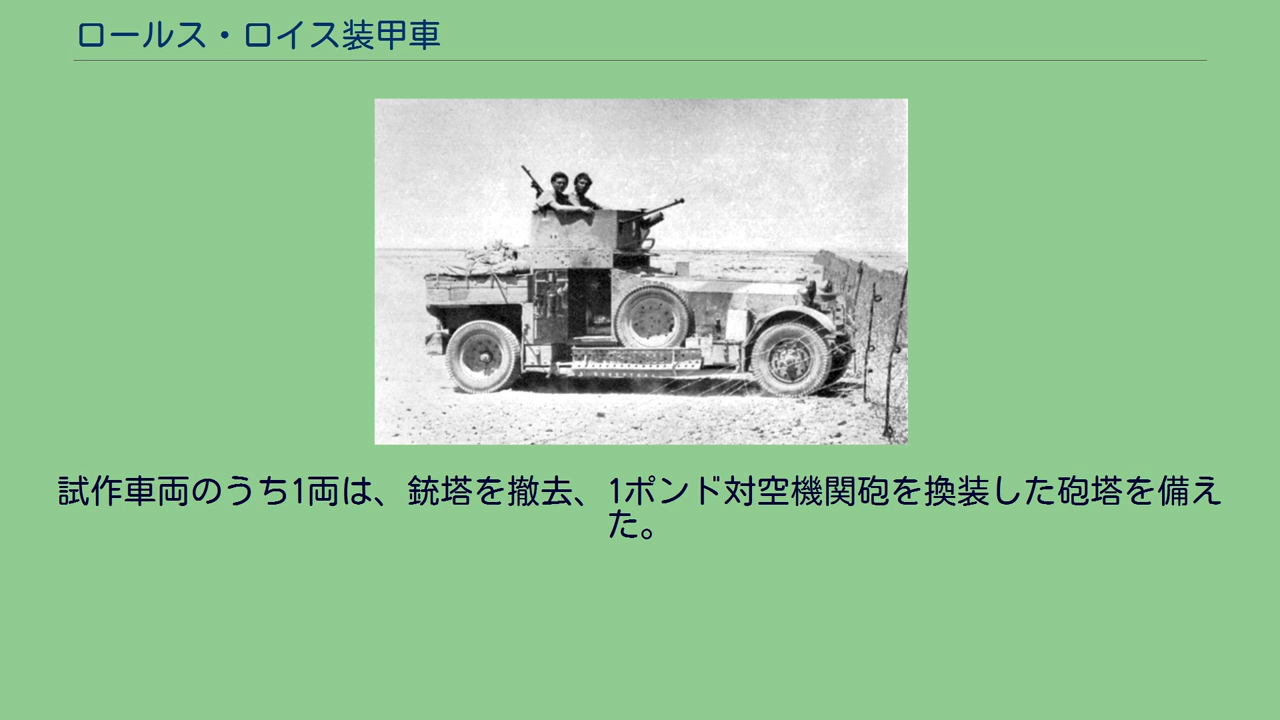 ロールス・ロイス装甲車
試作車両のうち1両は、銃塔を撤去、1ポンド対空機関砲を換装した砲塔を備え
た。